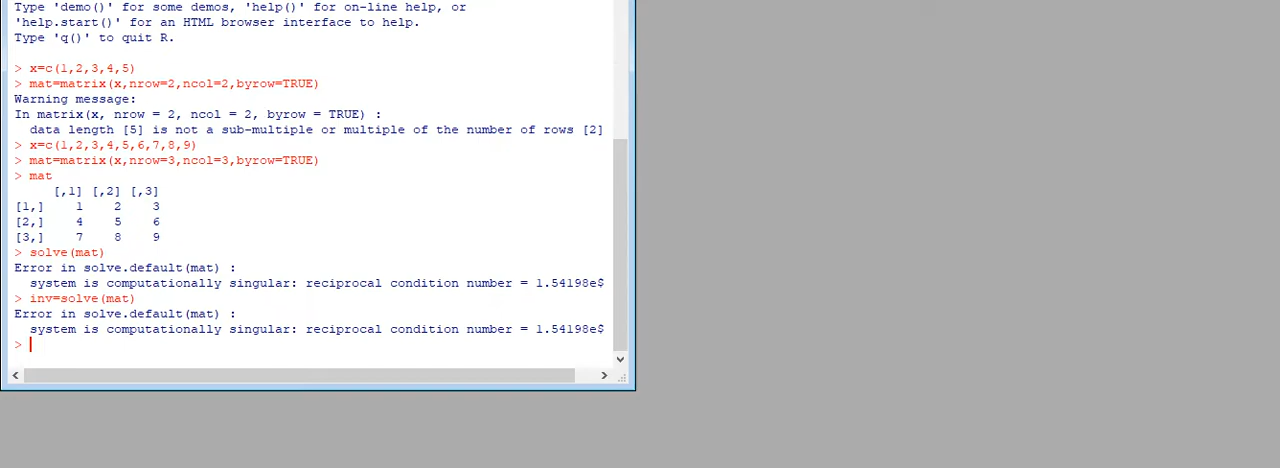 Type 'demo()' for some demos, 'help()' for on-line help, or
'help.start()' for an HTML browser interface to help.
Type 'q()' to quit R.
> x=c(1,2,3,4,5)
> mat=matrix(x,nrow=2,ncol=2,byrow=TRUE)
Warning message:
In matrix(x, nrow = 2, ncol = 2, byrow = TRUE) :
  data length [5] is not a sub-multiple or multiple of the number of rows [2]
> x=c(1,2,3,4,5,6,7,8,9)
> mat=matrix(x,nrow=3,ncol=3,byrow=TRUE)
> mat
     [,1] [,2] [,3]
[1,]    1    2    3
[2,]    4    5    6
[3,]    7    8    9
> solve(mat)
Error in solve.default(mat) :
  system is computationally singular: reciprocal condition number = 1.54198e$
> inv=solve(mat)
Error in solve.default(mat) :
  system is computationally singular: reciprocal condition number = 1.54198e$
>